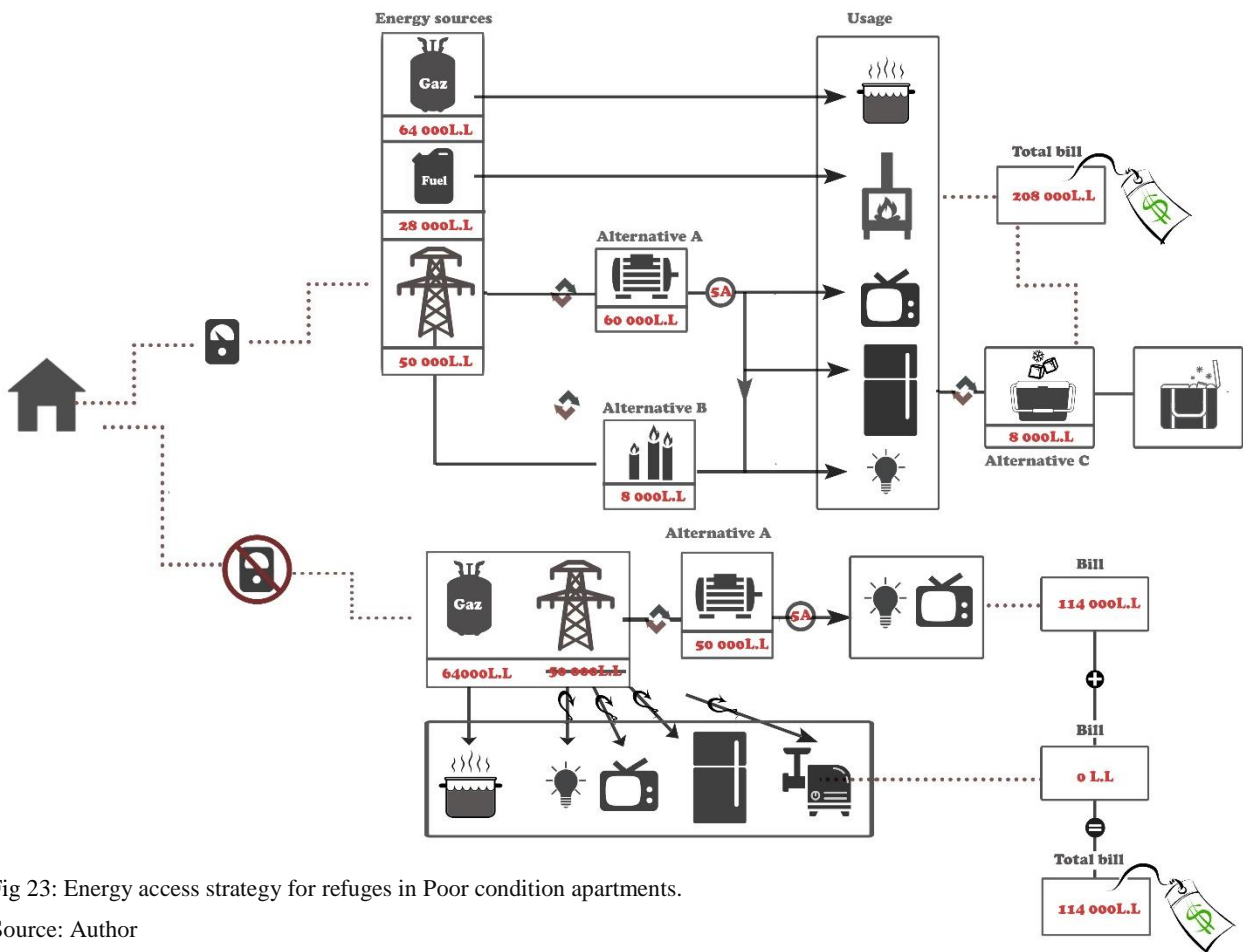 Energy sources
Usage
Gaz
64 000L.L
Fuel
28 000L.L
50 000L.L
Alternative A
60 000L.L
5A
Alternative B
8 000L.L
Total bill
208 000L.L
$
8 000L.L
Alternative C
Gaz
64000L.L
50 000L.L
Alternative A
50 000L.L
5A
Bill
114 000L.L
Bill
0 L.L
Total bill
114 000L.L
$
ig 23: Energy access strategy for refuges in Poor condition apartments.
Source: Author